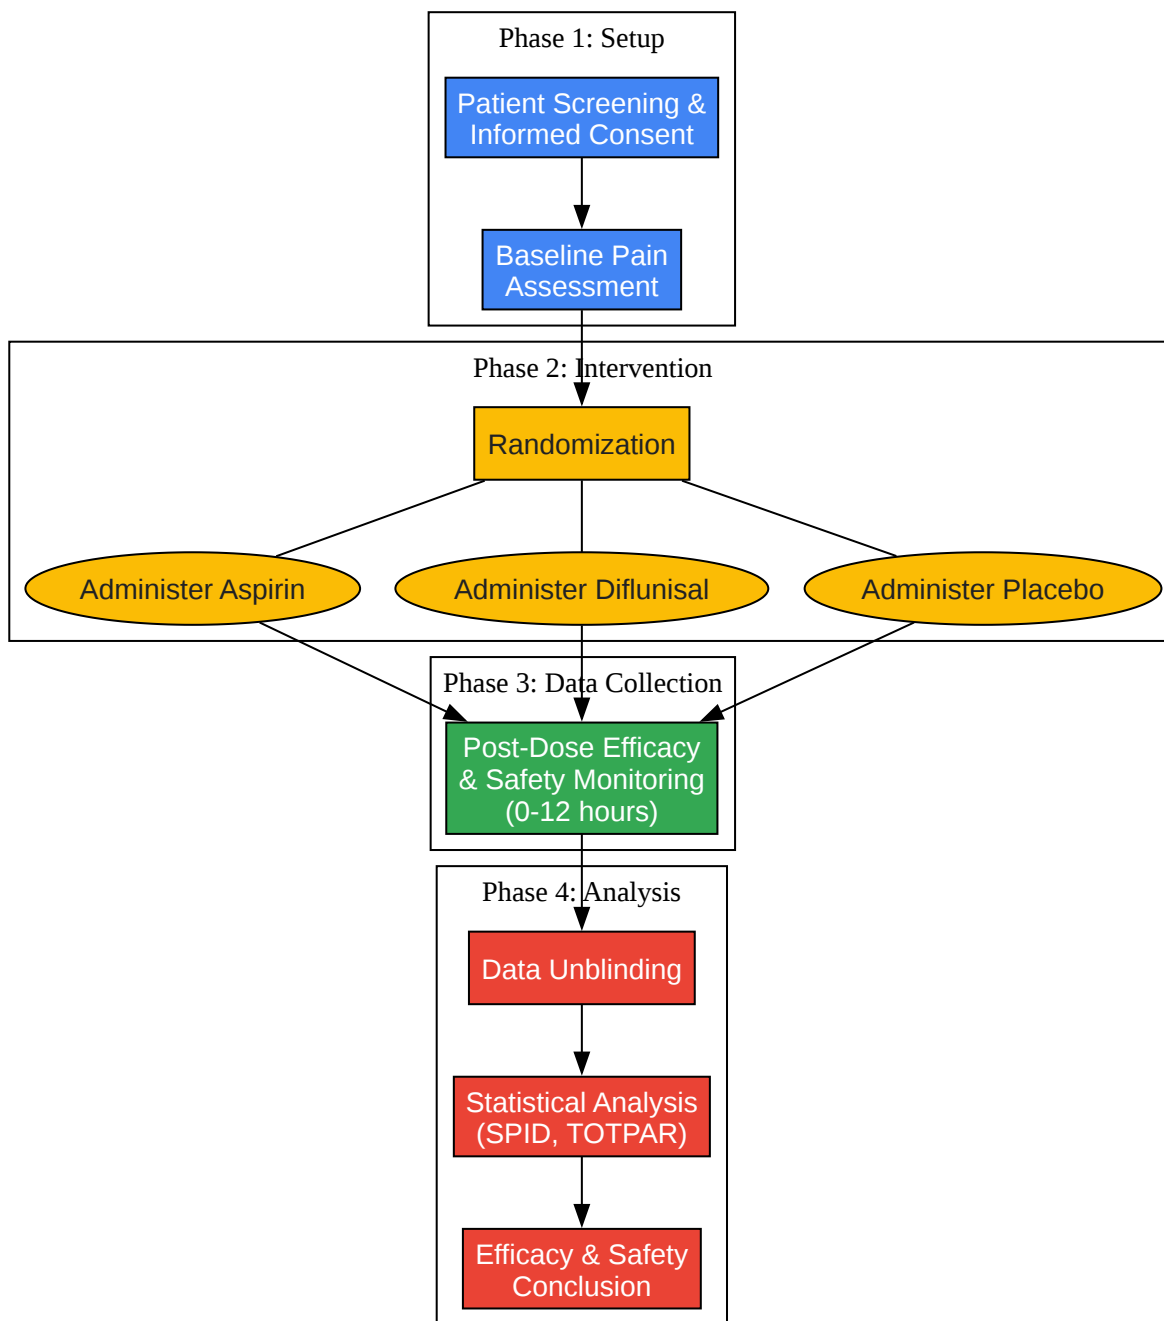 Phase 1: Setup
Patient Screening &
Informed Consent
Baseline Pain
Assessment
Phase 2: Intervention
Randomization
Administer Aspirin
Administer Diflunisal
Administer Placebo
Phase 3: Data Collection
Post-Dose Efficacy
& Safety Monitoring
(0-12 hours)
Phase 4: Analysis
Data Unblinding
Statistical Analysis
(SPID, TOTPAR)
Efficacy & Safety
Conclusion